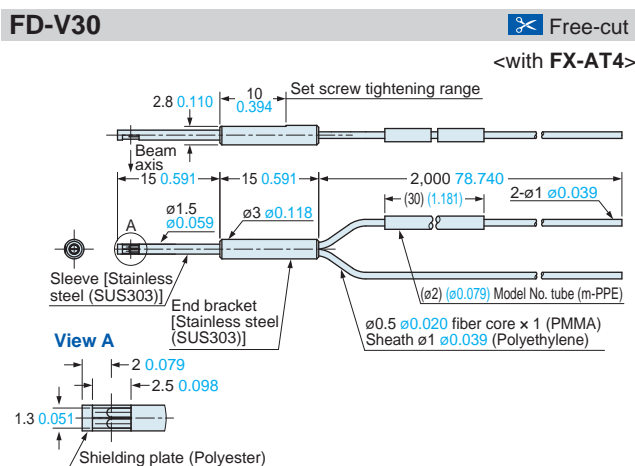 FD-V30
Free-cut
<with FX-AT4>
10 Set screw tightening range
2.8 0.110 0.394
Beam
axis
15 0.591 15 0.591 2,000 78.740
(30) (1.181) 2-ø1 ø0.039
ø1.5
ø0.059 ø3 ø0.118
A
Sleeve [Stainless
steel (SUS303)]
(ø2) (ø0.079) Model No. tube (m-PPE)
End bracket
[Stainless steel
(SUS303)]
ø0.5 ø0.020 fiber core × 1 (PMMA)
Sheath ø1 ø0.039 (Polyethylene)
View A
2 0.079
2.5 0.098
1.3 0.051
Shielding plate (Polyester)